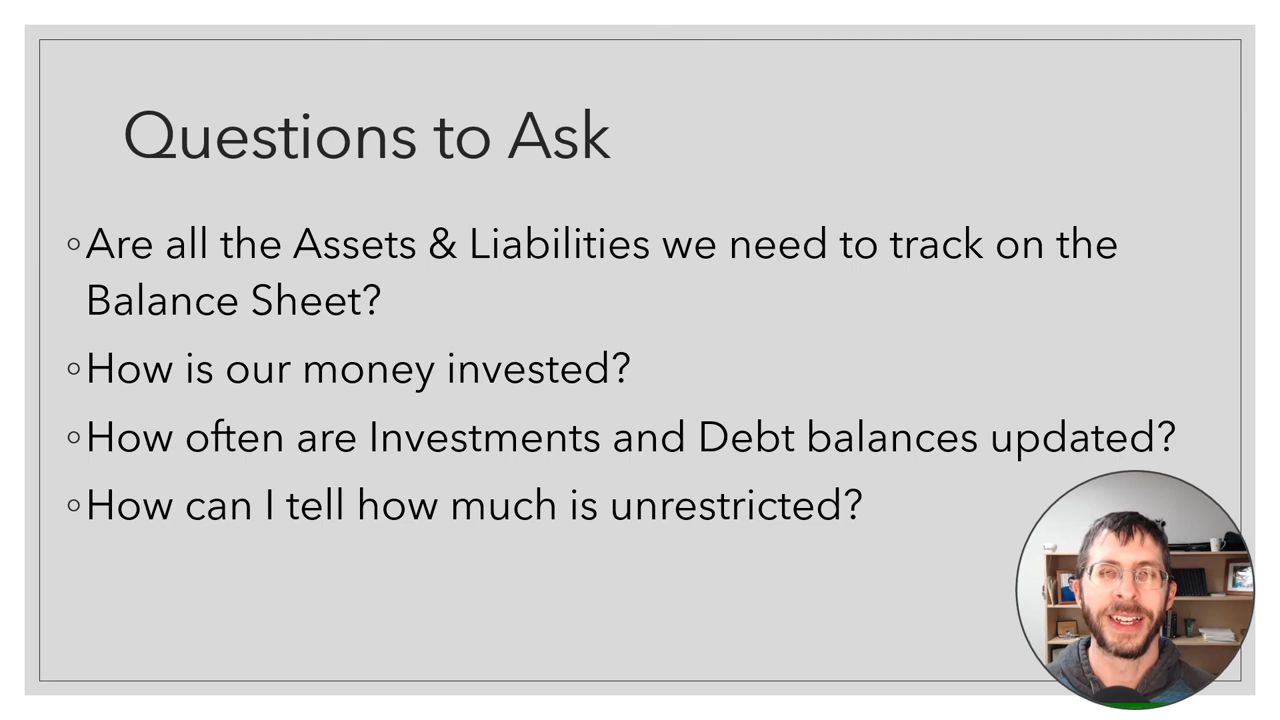 Questions to Ask
◦Are all the Assets & Liabilities we need to track on the
Balance Sheet?
◦How is our money invested?
◦How often are Investments and Debt balances updated?
◦How can I tell how much is unrestricted?